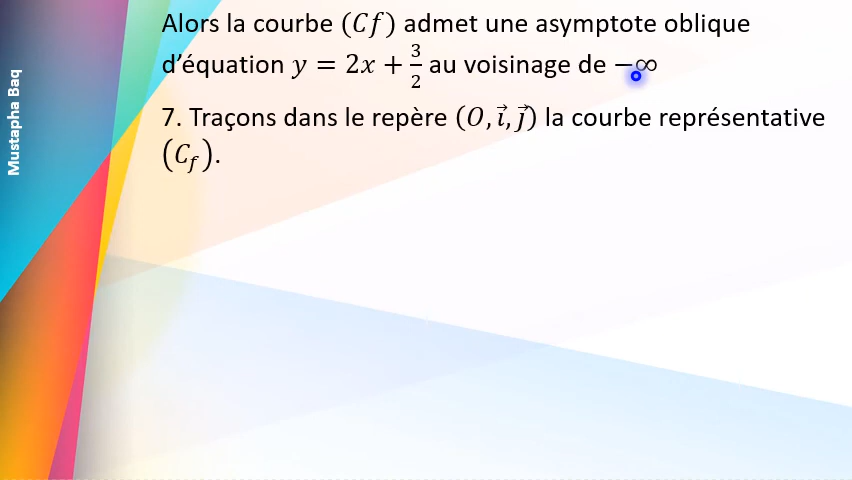 Mustapha Baq
Alors la courbe (Cf) admet une asymptote oblique
d'équation y = 2x + 3/2 au voisinage de −∞
7. Traçons dans le repère (O, i⃗, j⃗) la courbe représentative
(C_f).